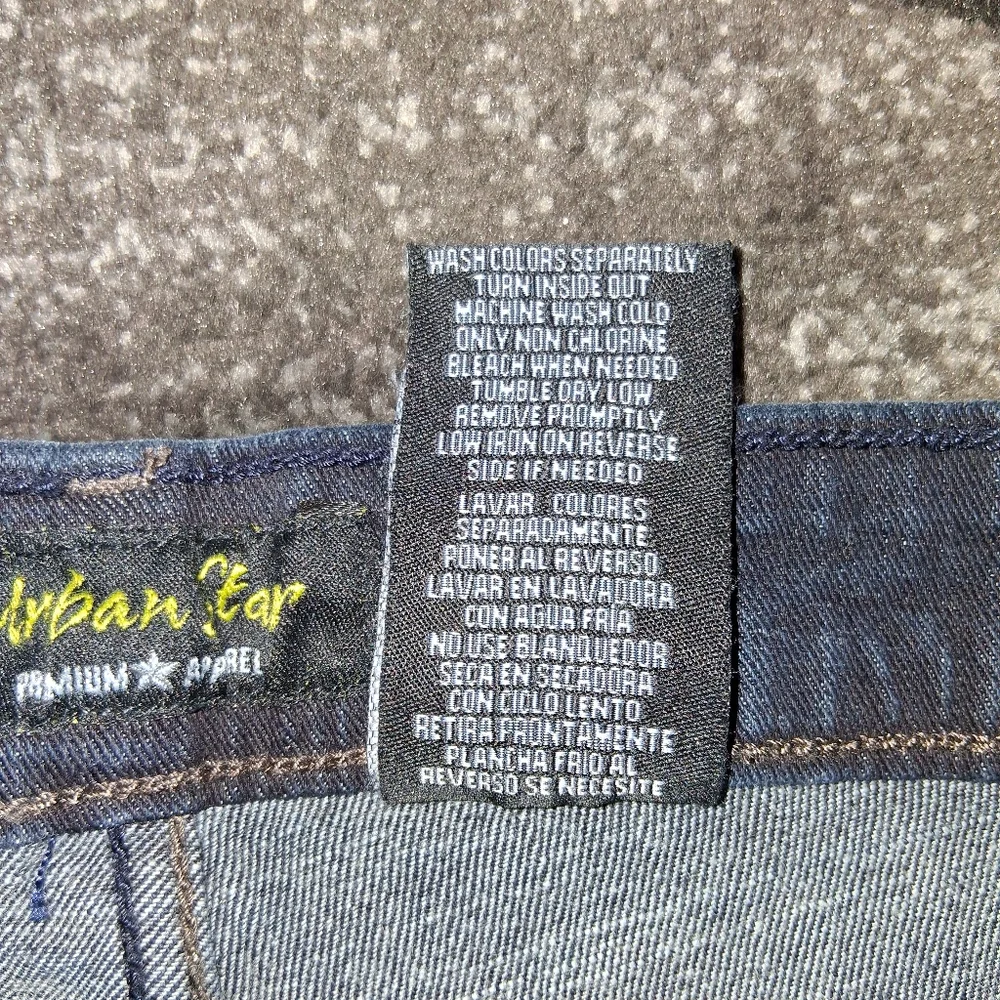 WASH COLORS SEPARATELY
TURN INSIDE OUT
MACHINE WASH COLD
ONLY NON CHLORINE
BLEACH WHEN NEEDED
TUMBLE DRY LOW
REMOVE PROMPTLY
LOW IRON ON REVERSE
SIDE IF NEEDED
LAVAR COLORES
SEPARADAMENTE
PONER AL REVERSO
LAVAR EN LAVADORA
CON AGUA FRIA
NO USE BLANQUEDOR
SECA EN SECADORA
CON CICLO LENTO
RETIRA PRONTAMENTE
PLANCHA FRIO AL
REVERSO SE NECESITE
Urban Star
PREMIUM ★ APPAREL